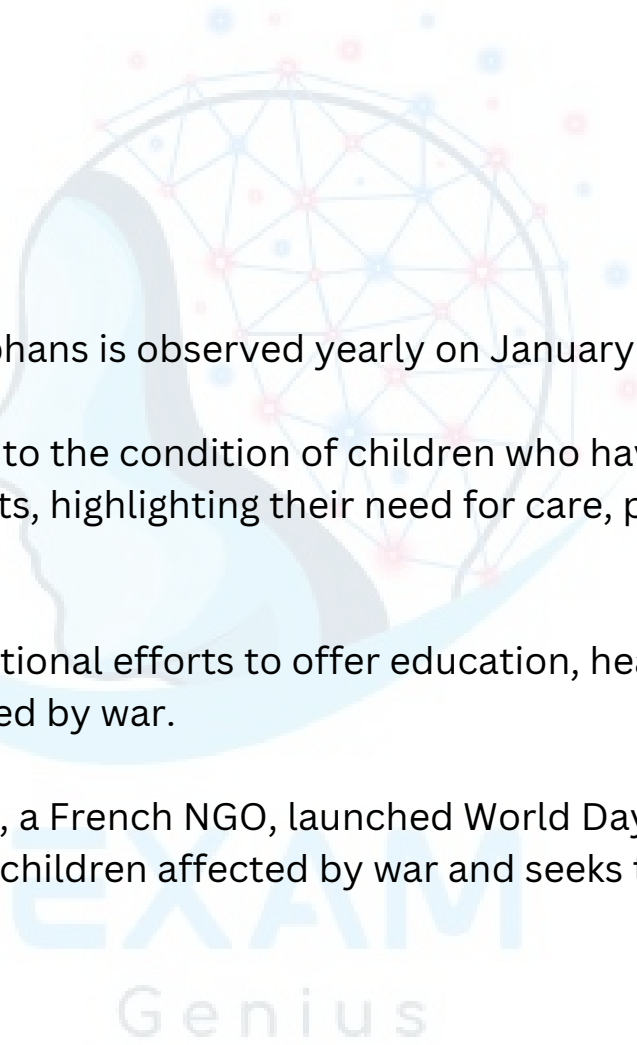 phans is observed yearly on January
to the condition of children who hav
ts, highlighting their need for care, p
tional efforts to offer education, hea
ed by war.
, a French NGO, launched World Day
children affected by war and seeks t
EXAM
Genius